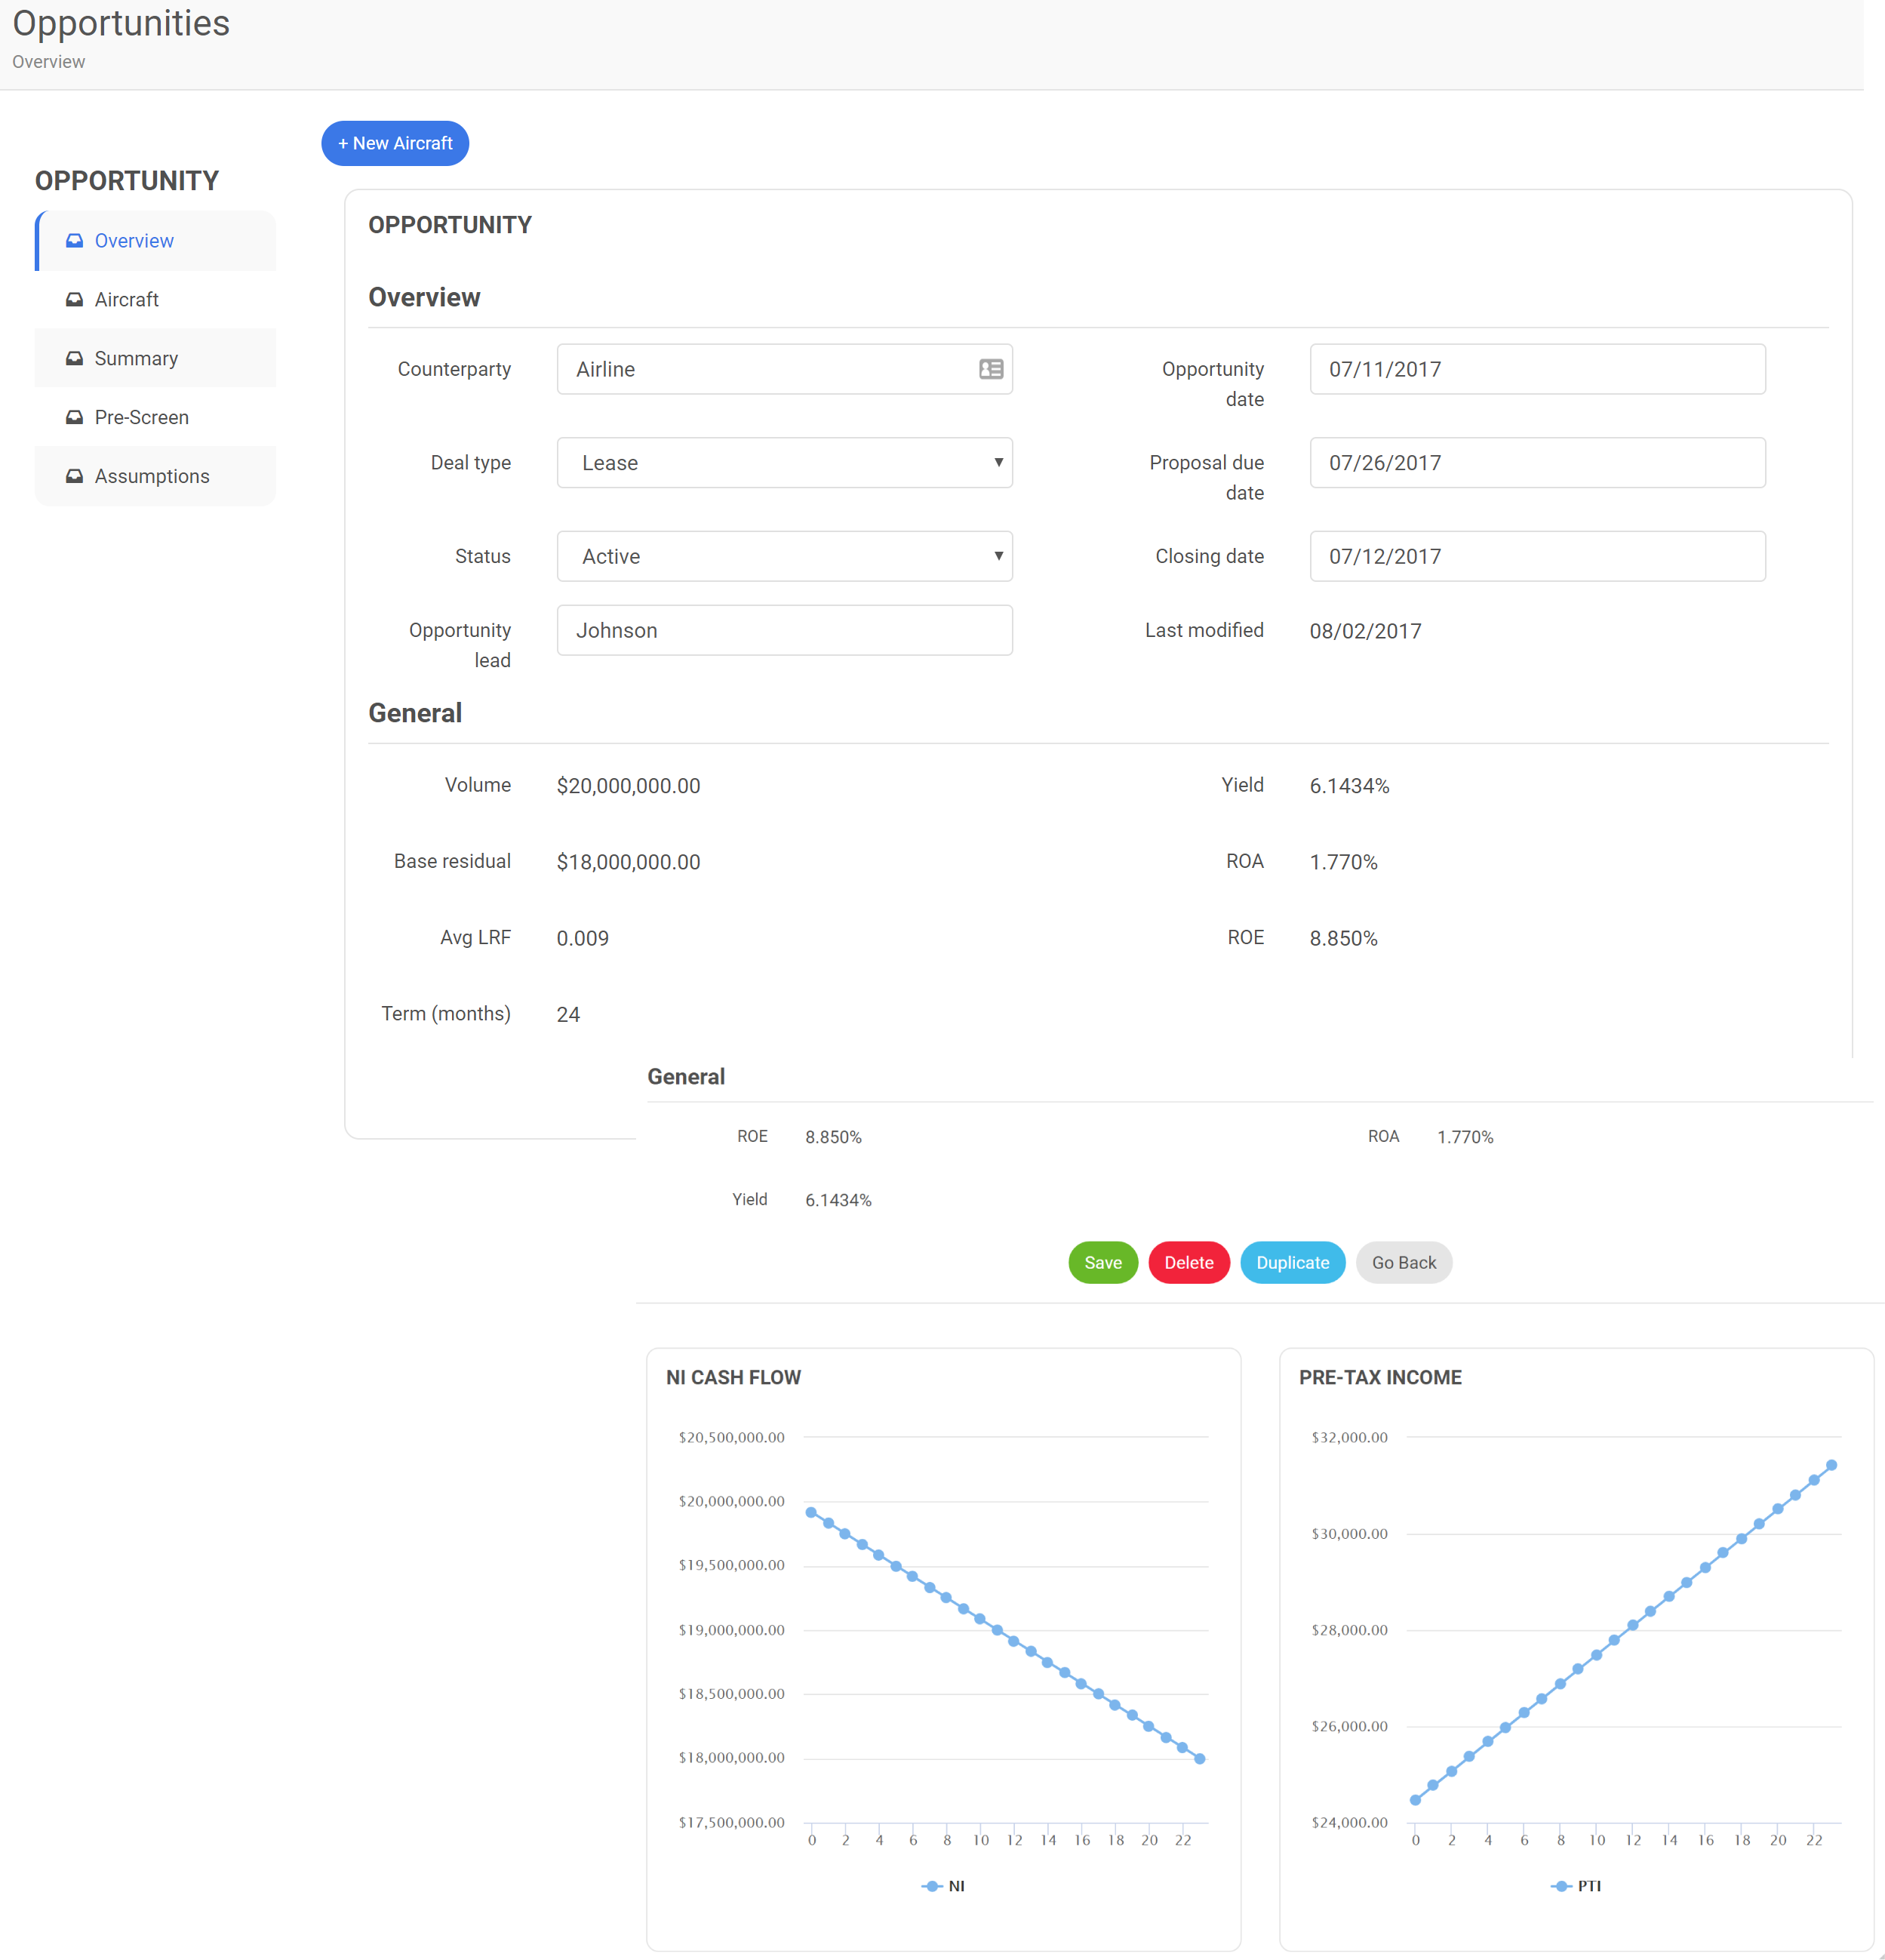 Opportunities
Overview
+ New Aircraft
OPPORTUNITY
Overview
Aircraft
Summary
Pre-Screen
Assumptions
OPPORTUNITY
Overview
Counterparty Airline Opportunity date 07/11/2017
Deal type Lease Proposal due date 07/26/2017
Status Active Closing date 07/12/2017
Opportunity lead Johnson Last modified 08/02/2017
General
Volume $20,000,000.00 Yield 6.1434%
Base residual $18,000,000.00 ROA 1.770%
Avg LRF 0.009 ROE 8.850%
Term (months) 24
General
ROE 8.850% ROA 1.770%
Yield 6.1434%
Save Delete Duplicate Go Back
NI CASH FLOW
$20,500,000.00
$20,000,000.00
$19,500,000.00
$19,000,000.00
$18,500,000.00
$18,000,000.00
$17,500,000.00
0 2 4 6 8 10 12 14 16 18 20 22
NI
PRE-TAX INCOME
$32,000.00
$30,000.00
$28,000.00
$26,000.00
$24,000.00
0 2 4 6 8 10 12 14 16 18 20 22
PTI